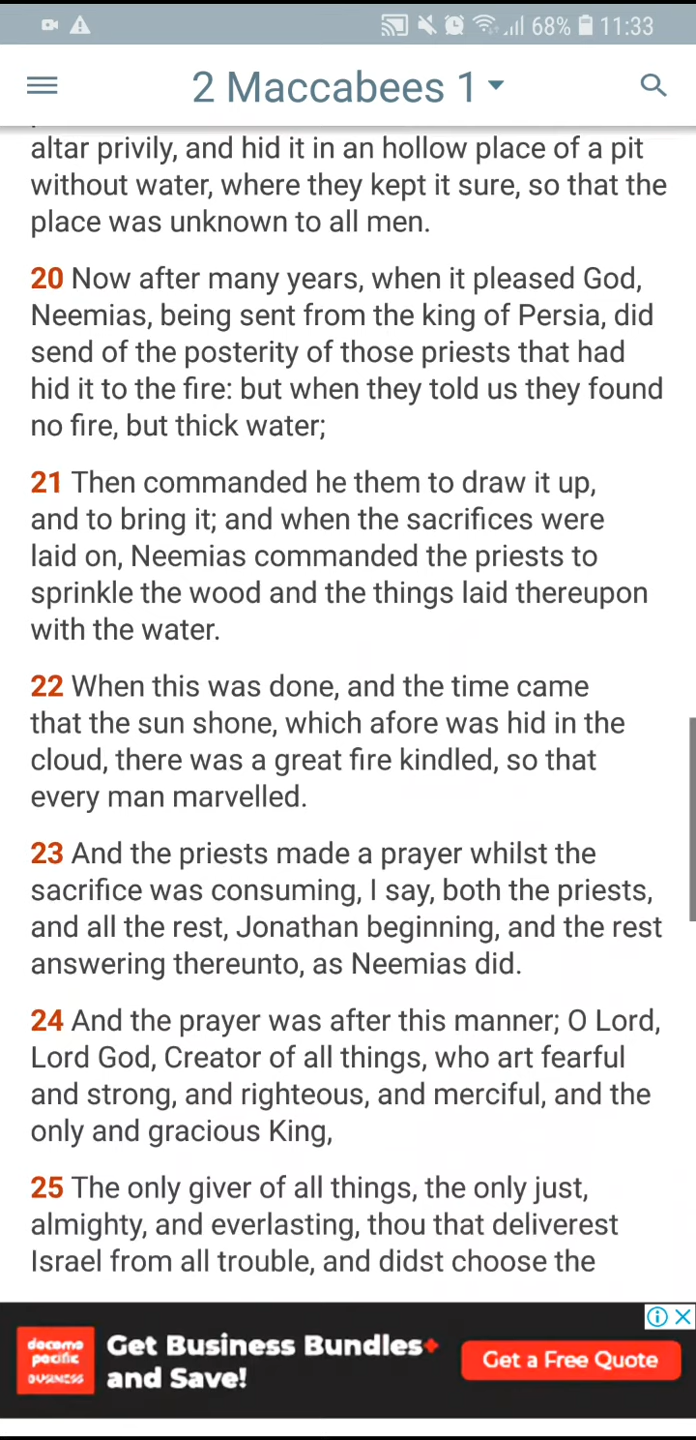 68% 11:33
2 Maccabees 1
altar privily, and hid it in an hollow place of a pit
without water, where they kept it sure, so that the
place was unknown to all men.
20 Now after many years, when it pleased God,
Neemias, being sent from the king of Persia, did
send of the posterity of those priests that had
hid it to the fire: but when they told us they found
no fire, but thick water;
21 Then commanded he them to draw it up,
and to bring it; and when the sacrifices were
laid on, Neemias commanded the priests to
sprinkle the wood and the things laid thereupon
with the water.
22 When this was done, and the time came
that the sun shone, which afore was hid in the
cloud, there was a great fire kindled, so that
every man marvelled.
23 And the priests made a prayer whilst the
sacrifice was consuming, I say, both the priests,
and all the rest, Jonathan beginning, and the rest
answering thereunto, as Neemias did.
24 And the prayer was after this manner; O Lord,
Lord God, Creator of all things, who art fearful
and strong, and righteous, and merciful, and the
only and gracious King,
25 The only giver of all things, the only just,
almighty, and everlasting, thou that deliverest
Israel from all trouble, and didst choose the
docomo
pacific
BUSINESS
Get Business Bundles+
and Save!
Get a Free Quote